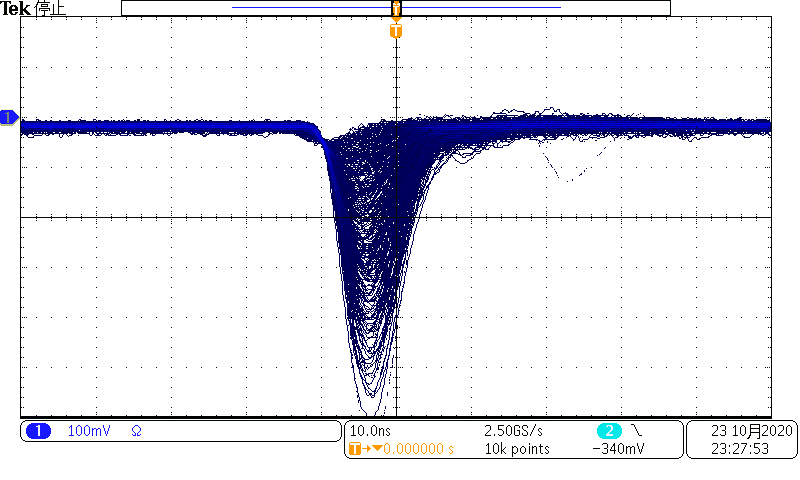 Tek 停止
T
T
1
1 100mV Ω
10.0ns 2.50GS/s 2 -340mV
T→▼0.000000 s 10k points
23 10月2020
23:27:53